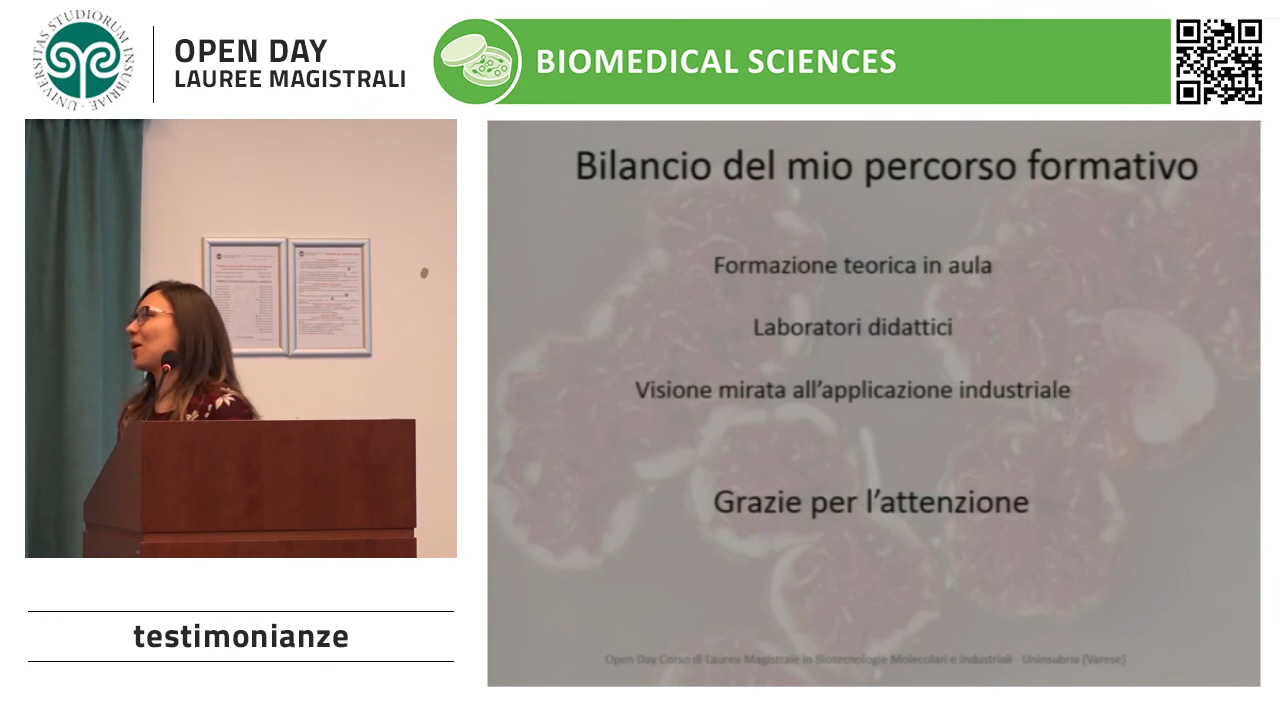 UNIVERSITAS STUDIORUM INSUBRIAE
OPEN DAY
LAUREE MAGISTRALI
BIOMEDICAL SCIENCES
Bilancio del mio percorso formativo
Formazione teorica in aula
Laboratori didattici
Visione mirata all’applicazione industriale
Grazie per l’attenzione
Open Day Corso di Laurea Magistrale in Biotecnologie Molecolari e Industriali - Uninsubria (Varese)
testimonianze